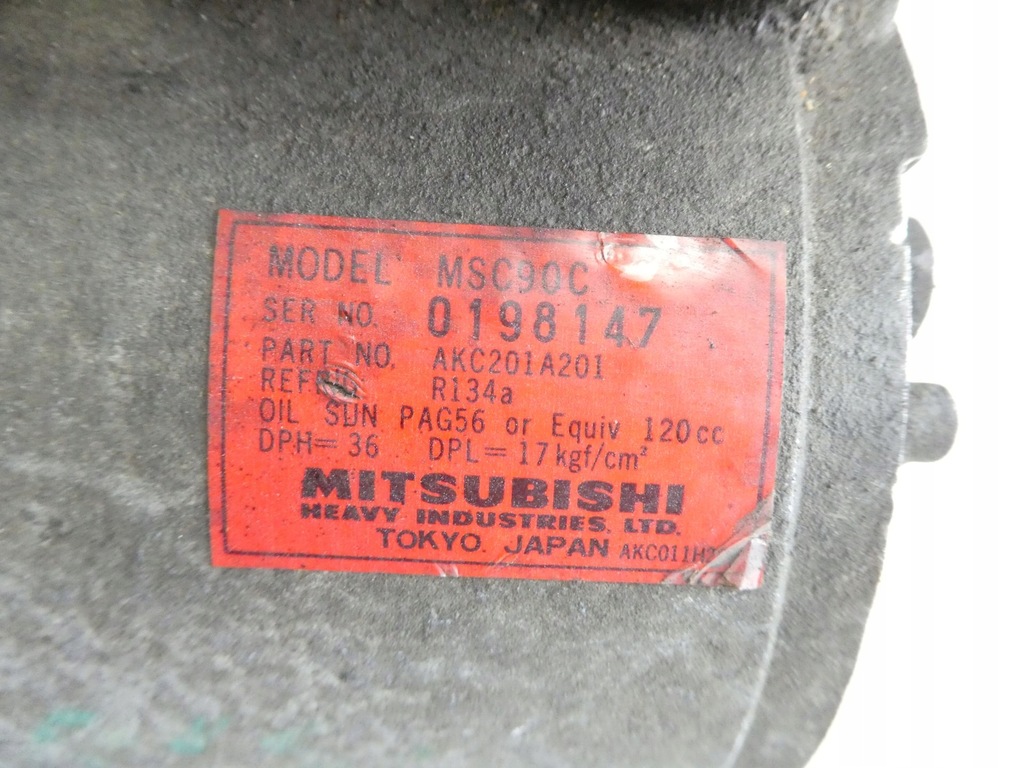 MODEL MSC90C
SER NO. 0198147
PART NO. AKC201A201
REFRIG R134a
OIL SUN PAG56 or Equiv 120cc
DPH= 36 DPL= 17kgf/cm²
MITSUBISHI
HEAVY INDUSTRIES, LTD.
TOKYO. JAPAN